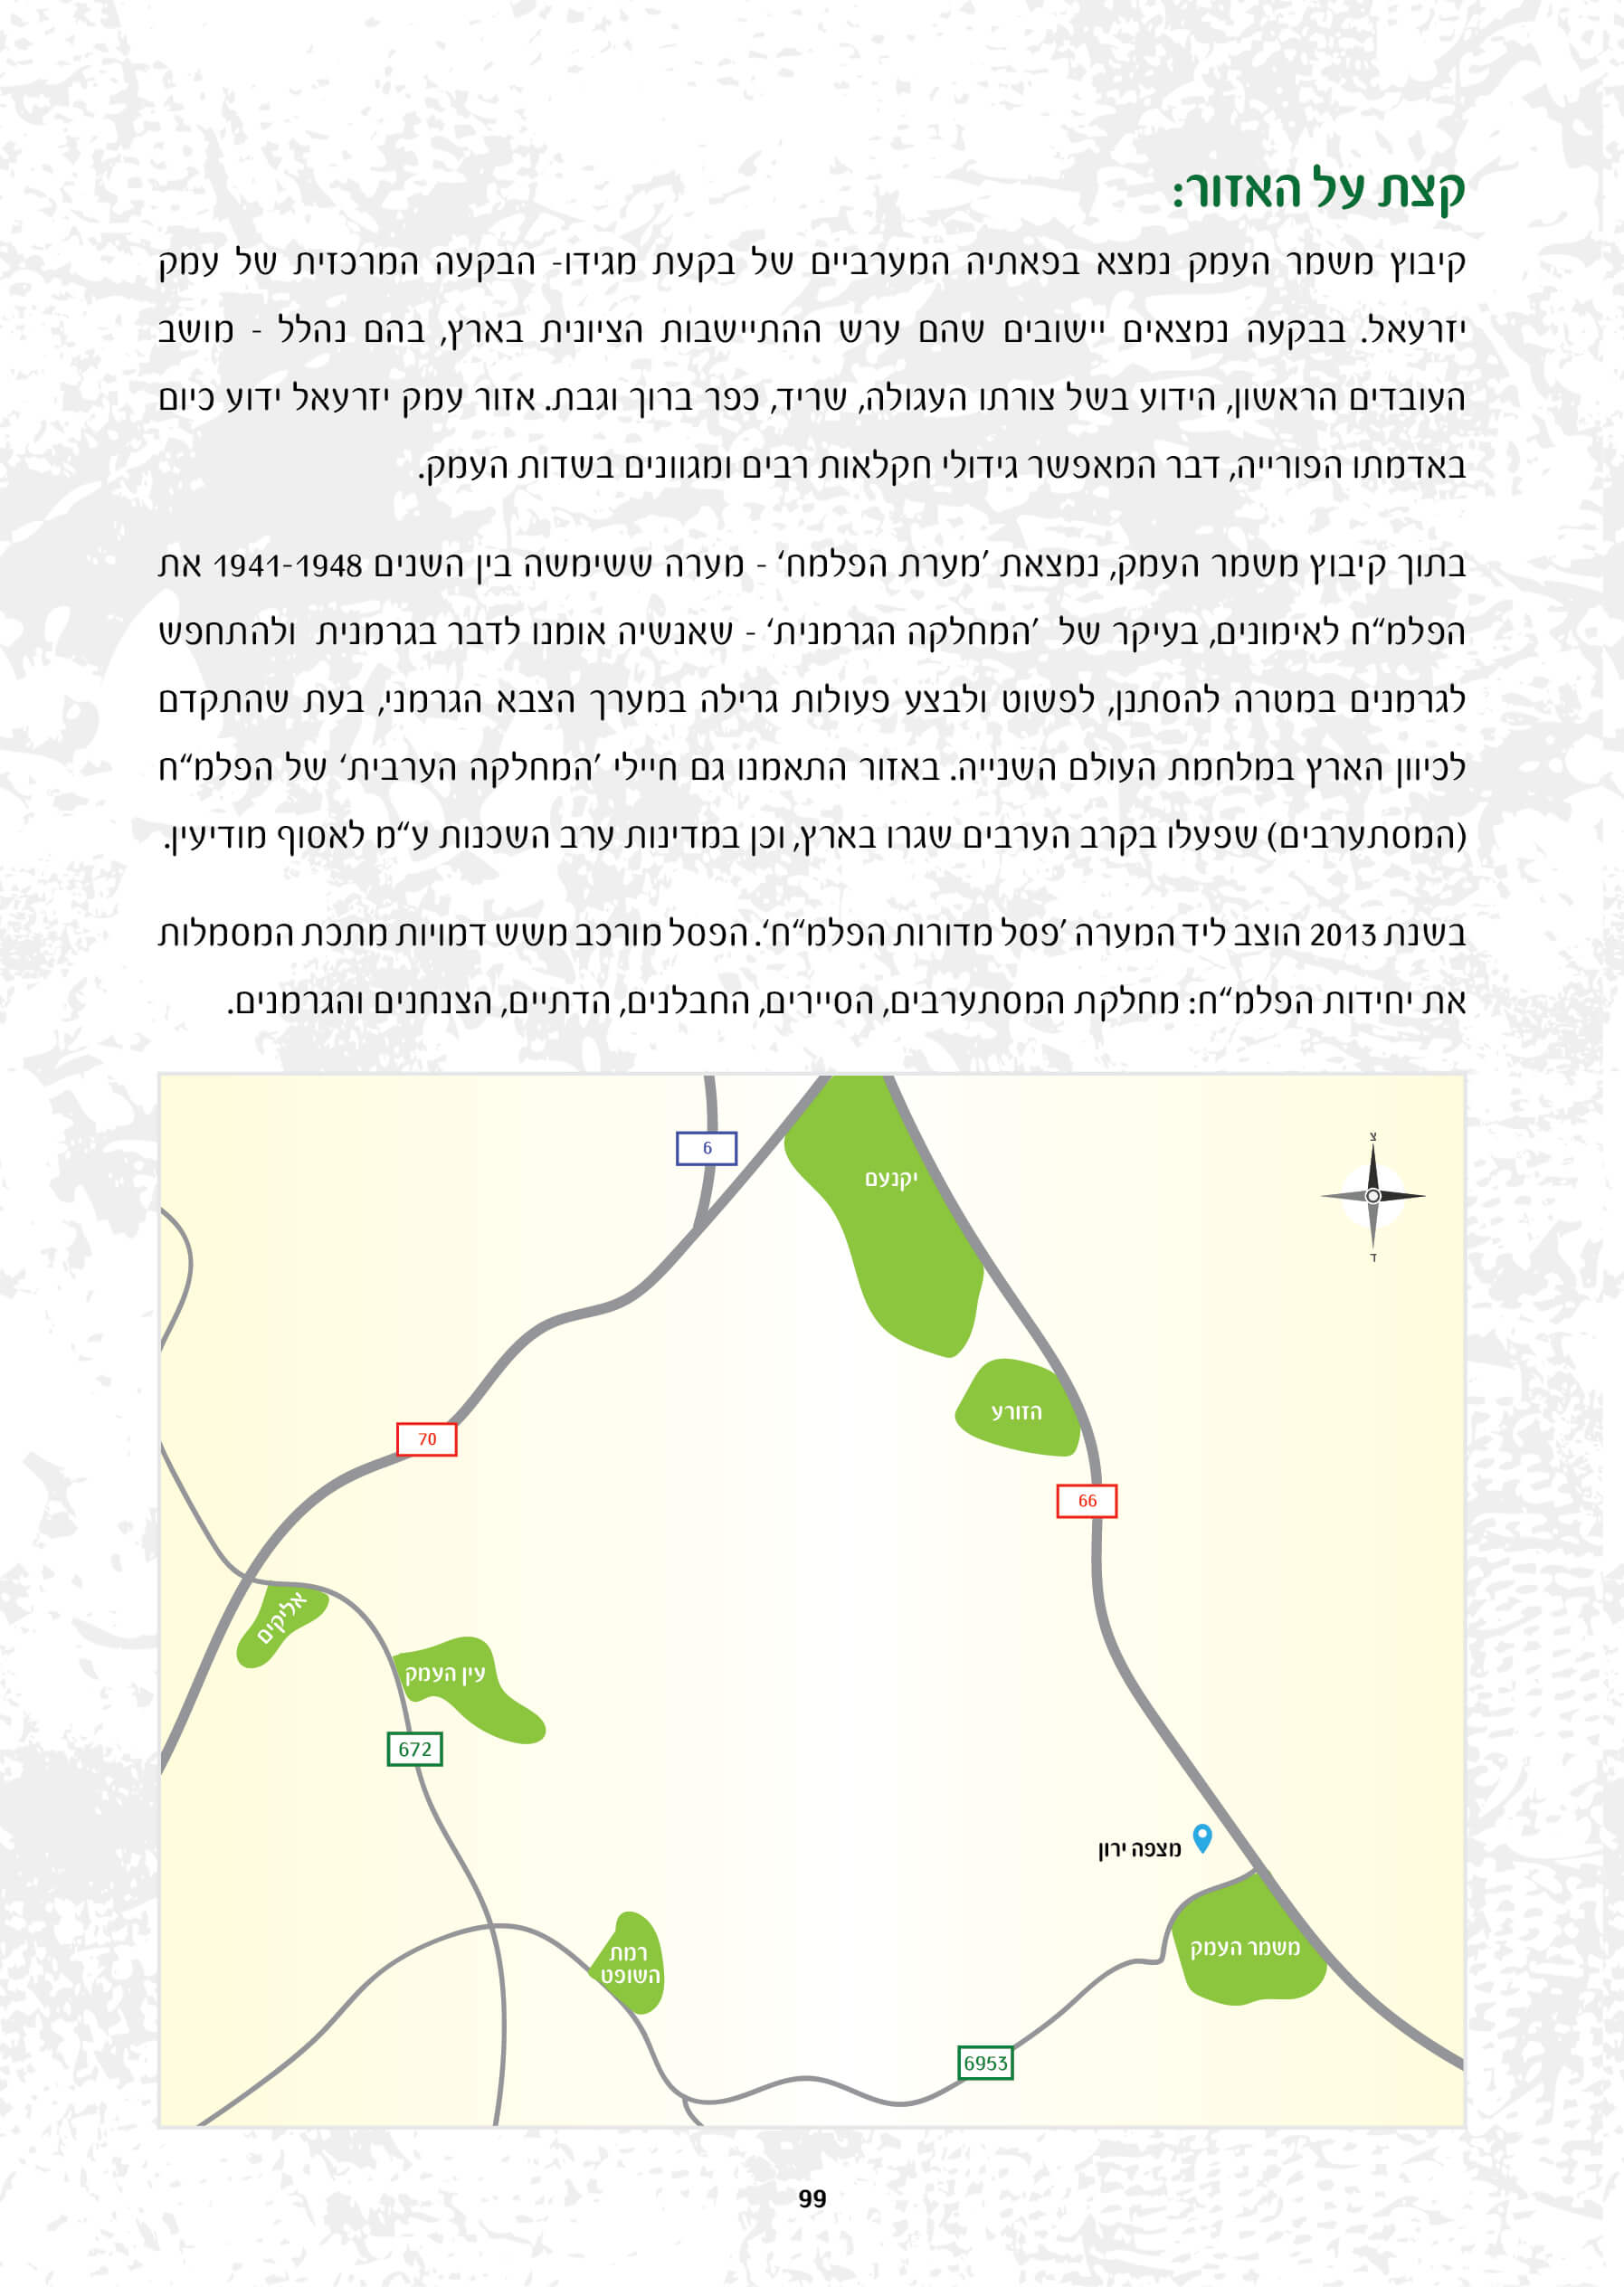 קצת על האזור:
קיבוץ משמר העמק נמצא בפאתיה המערביים של בקעת מגידו- הבקעה המרכזית של עמק
יזרעאל. בבקעה נמצאים יישובים שהם ערש ההתיישבות הציונית בארץ, בהם נהלל - מושב
העובדים הראשון, הידוע בשל צורתו העגולה, שריד, כפר ברוך וגבת. אזור עמק יזרעאל ידוע כיום
באדמתו הפורייה, דבר המאפשר גידולי חקלאות רבים ומגוונים בשדות העמק.
בתוך קיבוץ משמר העמק, נמצאת ’מערת הפלמח‘ - מערה ששימשה בין השנים 1941-1948 את
הפלמ“ח לאימונים, בעיקר של ’המחלקה הגרמנית‘ - שאנשיה אומנו לדבר בגרמנית ולהתחפש
לגרמנים במטרה להסתנן, לפשוט ולבצע פעולות גרילה במערך הצבא הגרמני, בעת שהתקדם
לכיוון הארץ במלחמת העולם השנייה. באזור התאמנו גם חיילי ’המחלקה הערבית‘ של הפלמ“ח
(המסתערבים) שפעלו בקרב הערבים שגרו בארץ, וכן במדינות ערב השכנות ע“מ לאסוף מודיעין.
בשנת 2013 הוצב ליד המערה ’פסל מדורות הפלמ“ח‘. הפסל מורכב משש דמויות מתכת המסמלות
את יחידות הפלמ“ח: מחלקת המסתערבים, הסיירים, החבלנים, הדתיים, הצנחנים והגרמנים.
צ
ד
6
יקנעם
הזורע
70
66
אליקים
עין העמק
672
מצפה ירון
משמר העמק
רמת
השופט
6953
99